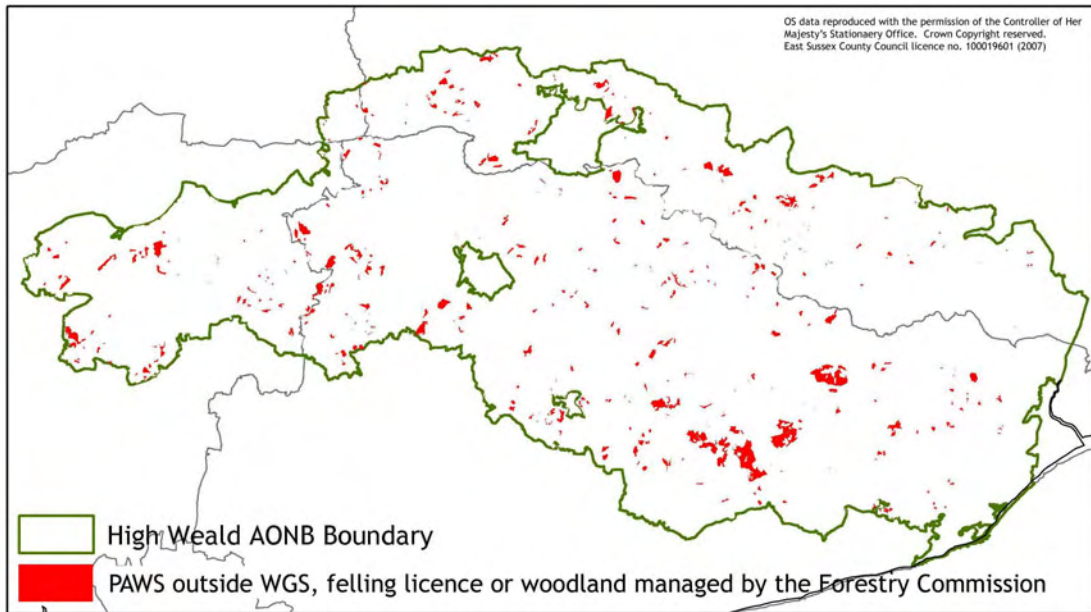 OS data reproduced with the permission of the Controller of Her
Majesty's Stationaery Office. Crown Copyright reserved.
East Sussex County Council licence no. 100019601 (2007)
High Weald AONB Boundary
PAWS outside WGS, felling licence or woodland managed by the Forestry Commission